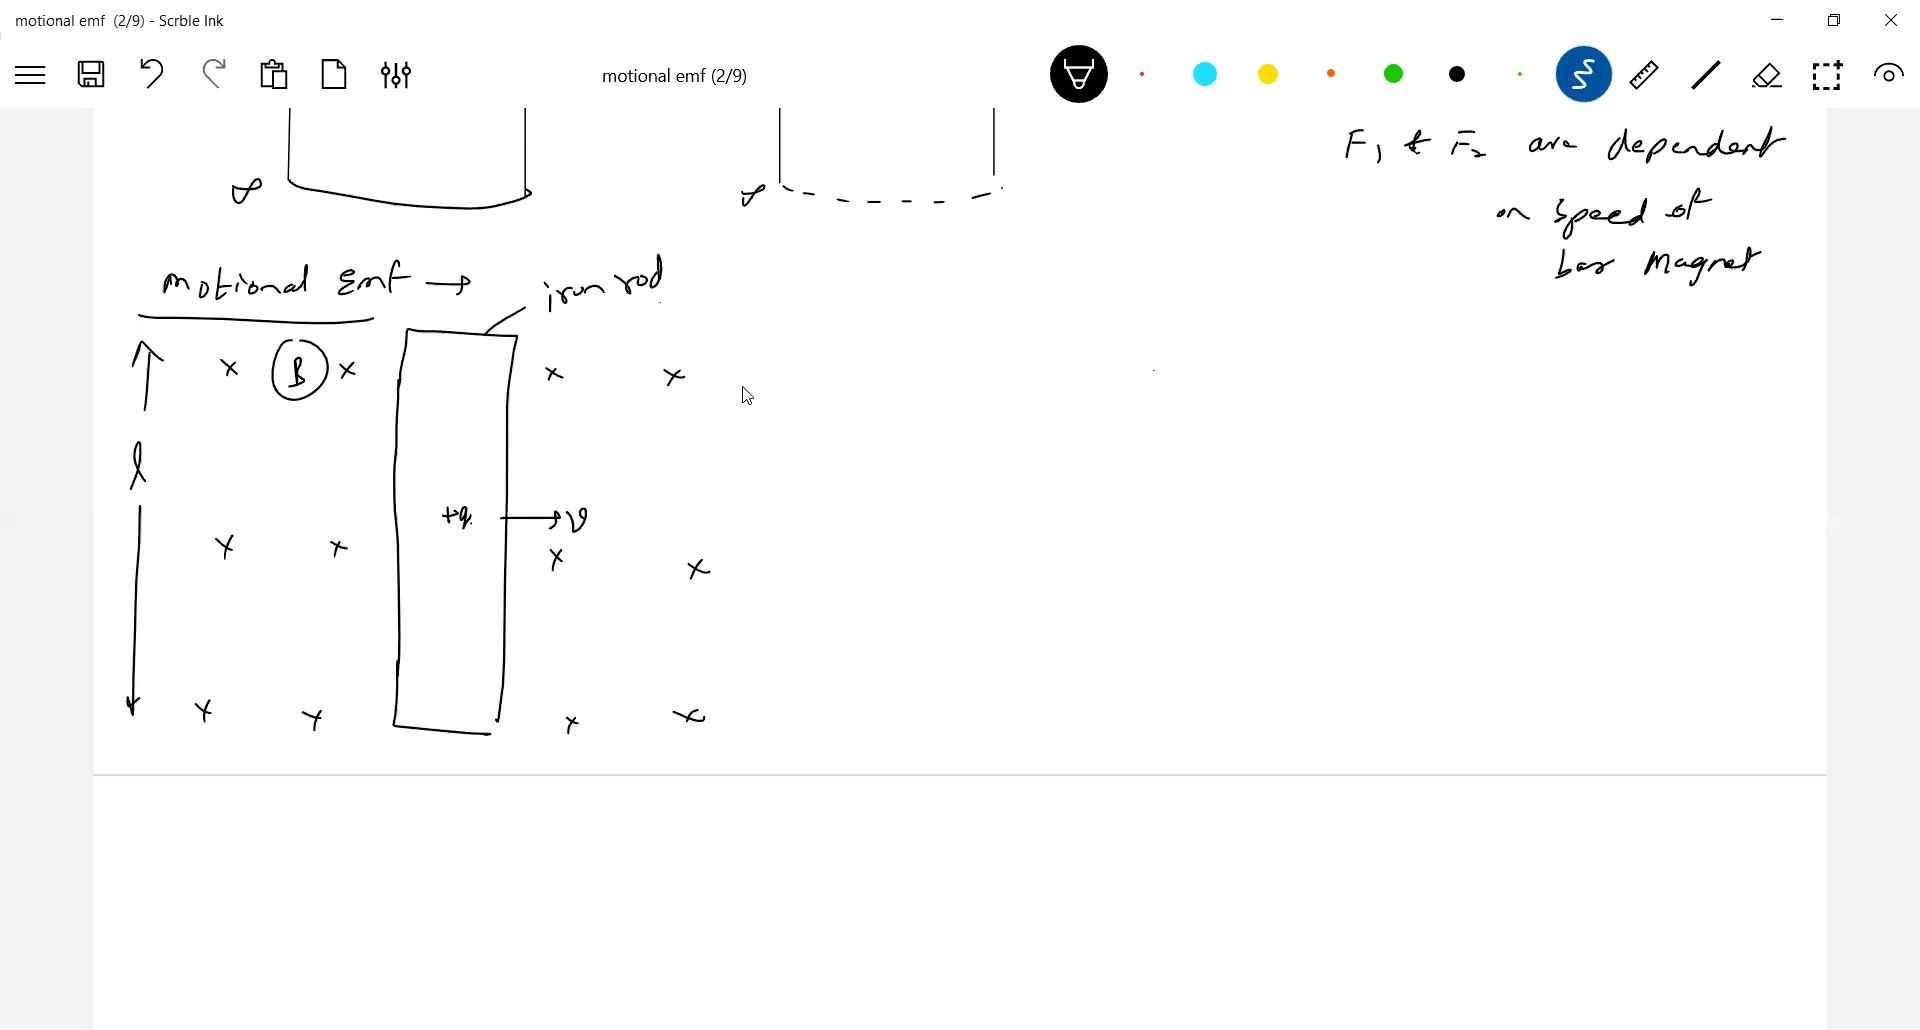 motional emf (2/9) - Scrble Ink
motional emf (2/9)
F₁ & F₂ are dependent
on speed of
bar magnet
∞
∞
motional Emf →
iron rod
x B x x x
l
+q → v
x x x x
x x x x